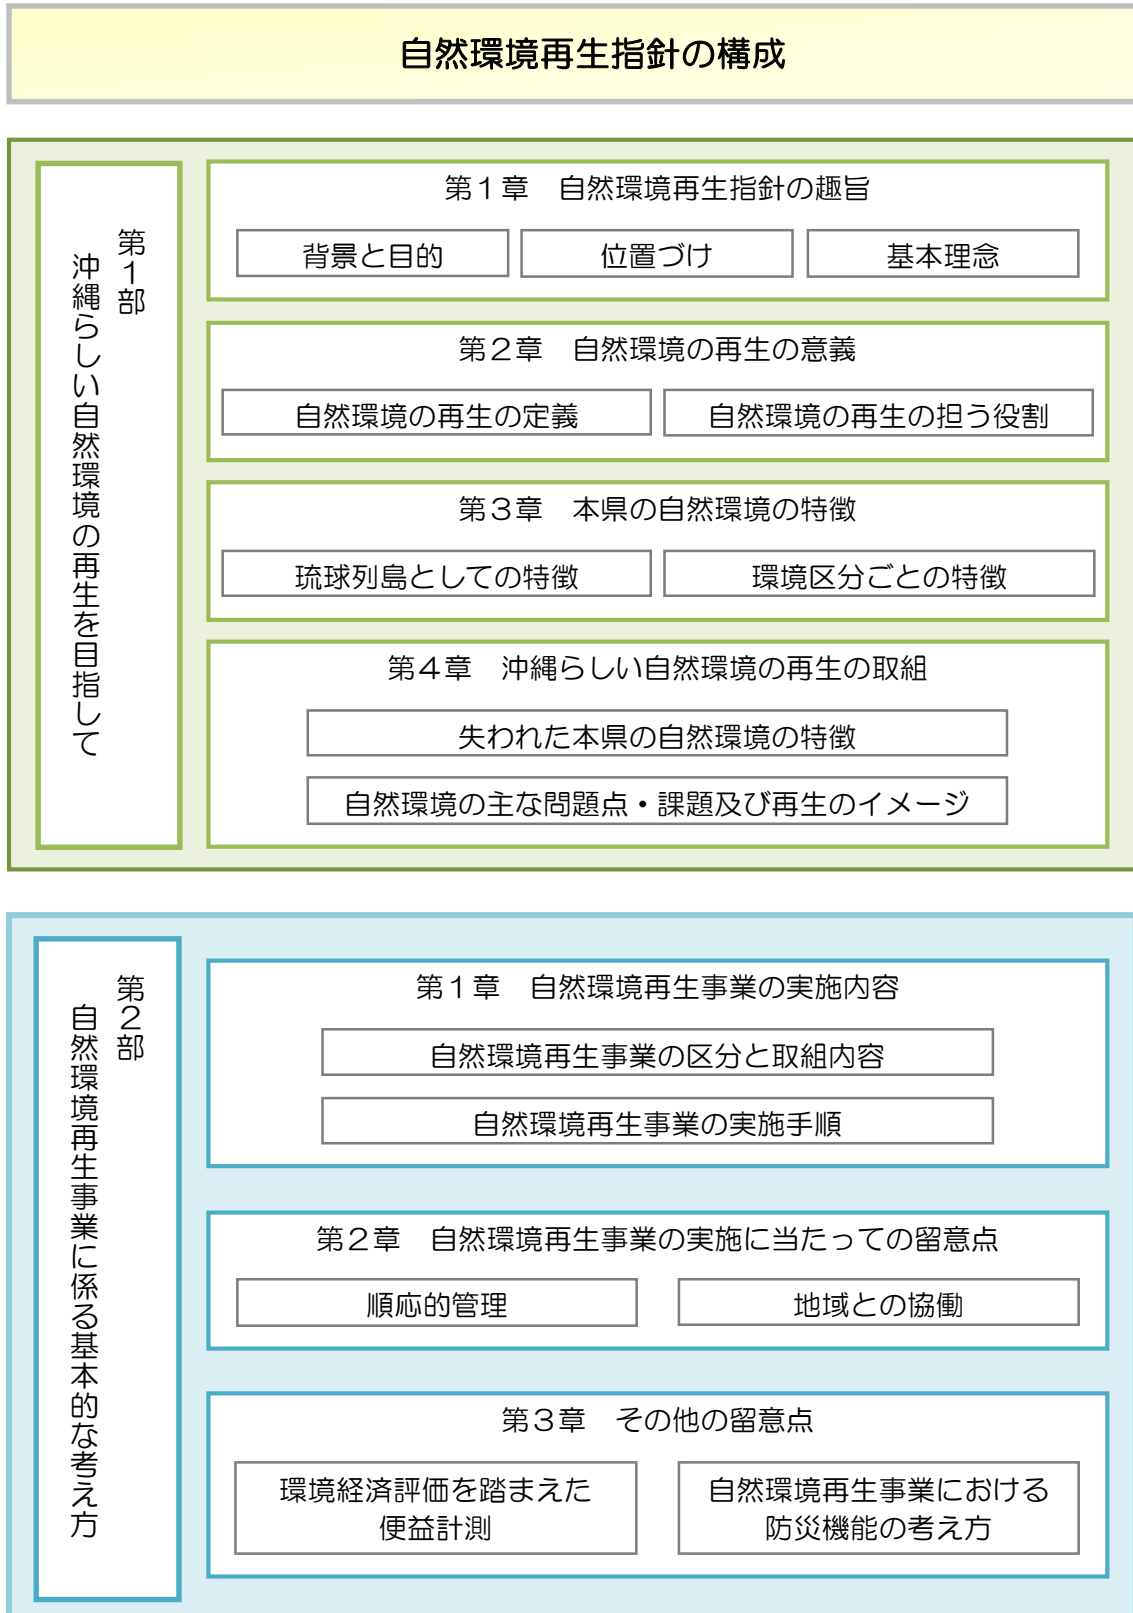 自然環境再生指針の構成
第1部
沖縄らしい自然環境の再生を目指して
第１章　自然環境再生指針の趣旨
背景と目的
位置づけ
基本理念
第２章　自然環境の再生の意義
自然環境の再生の定義
自然環境の再生の担う役割
第３章　本県の自然環境の特徴
琉球列島としての特徴
環境区分ごとの特徴
第４章　沖縄らしい自然環境の再生の取組
失われた本県の自然環境の特徴
自然環境の主な問題点・課題及び再生のイメージ
第２部
自然環境再生事業に係る基本的な考え方
第１章　自然環境再生事業の実施内容
自然環境再生事業の区分と取組内容
自然環境再生事業の実施手順
第２章　自然環境再生事業の実施に当たっての留意点
順応的管理
地域との協働
第３章　その他の留意点
環境経済評価を踏まえた
便益計測
自然環境再生事業における
防災機能の考え方